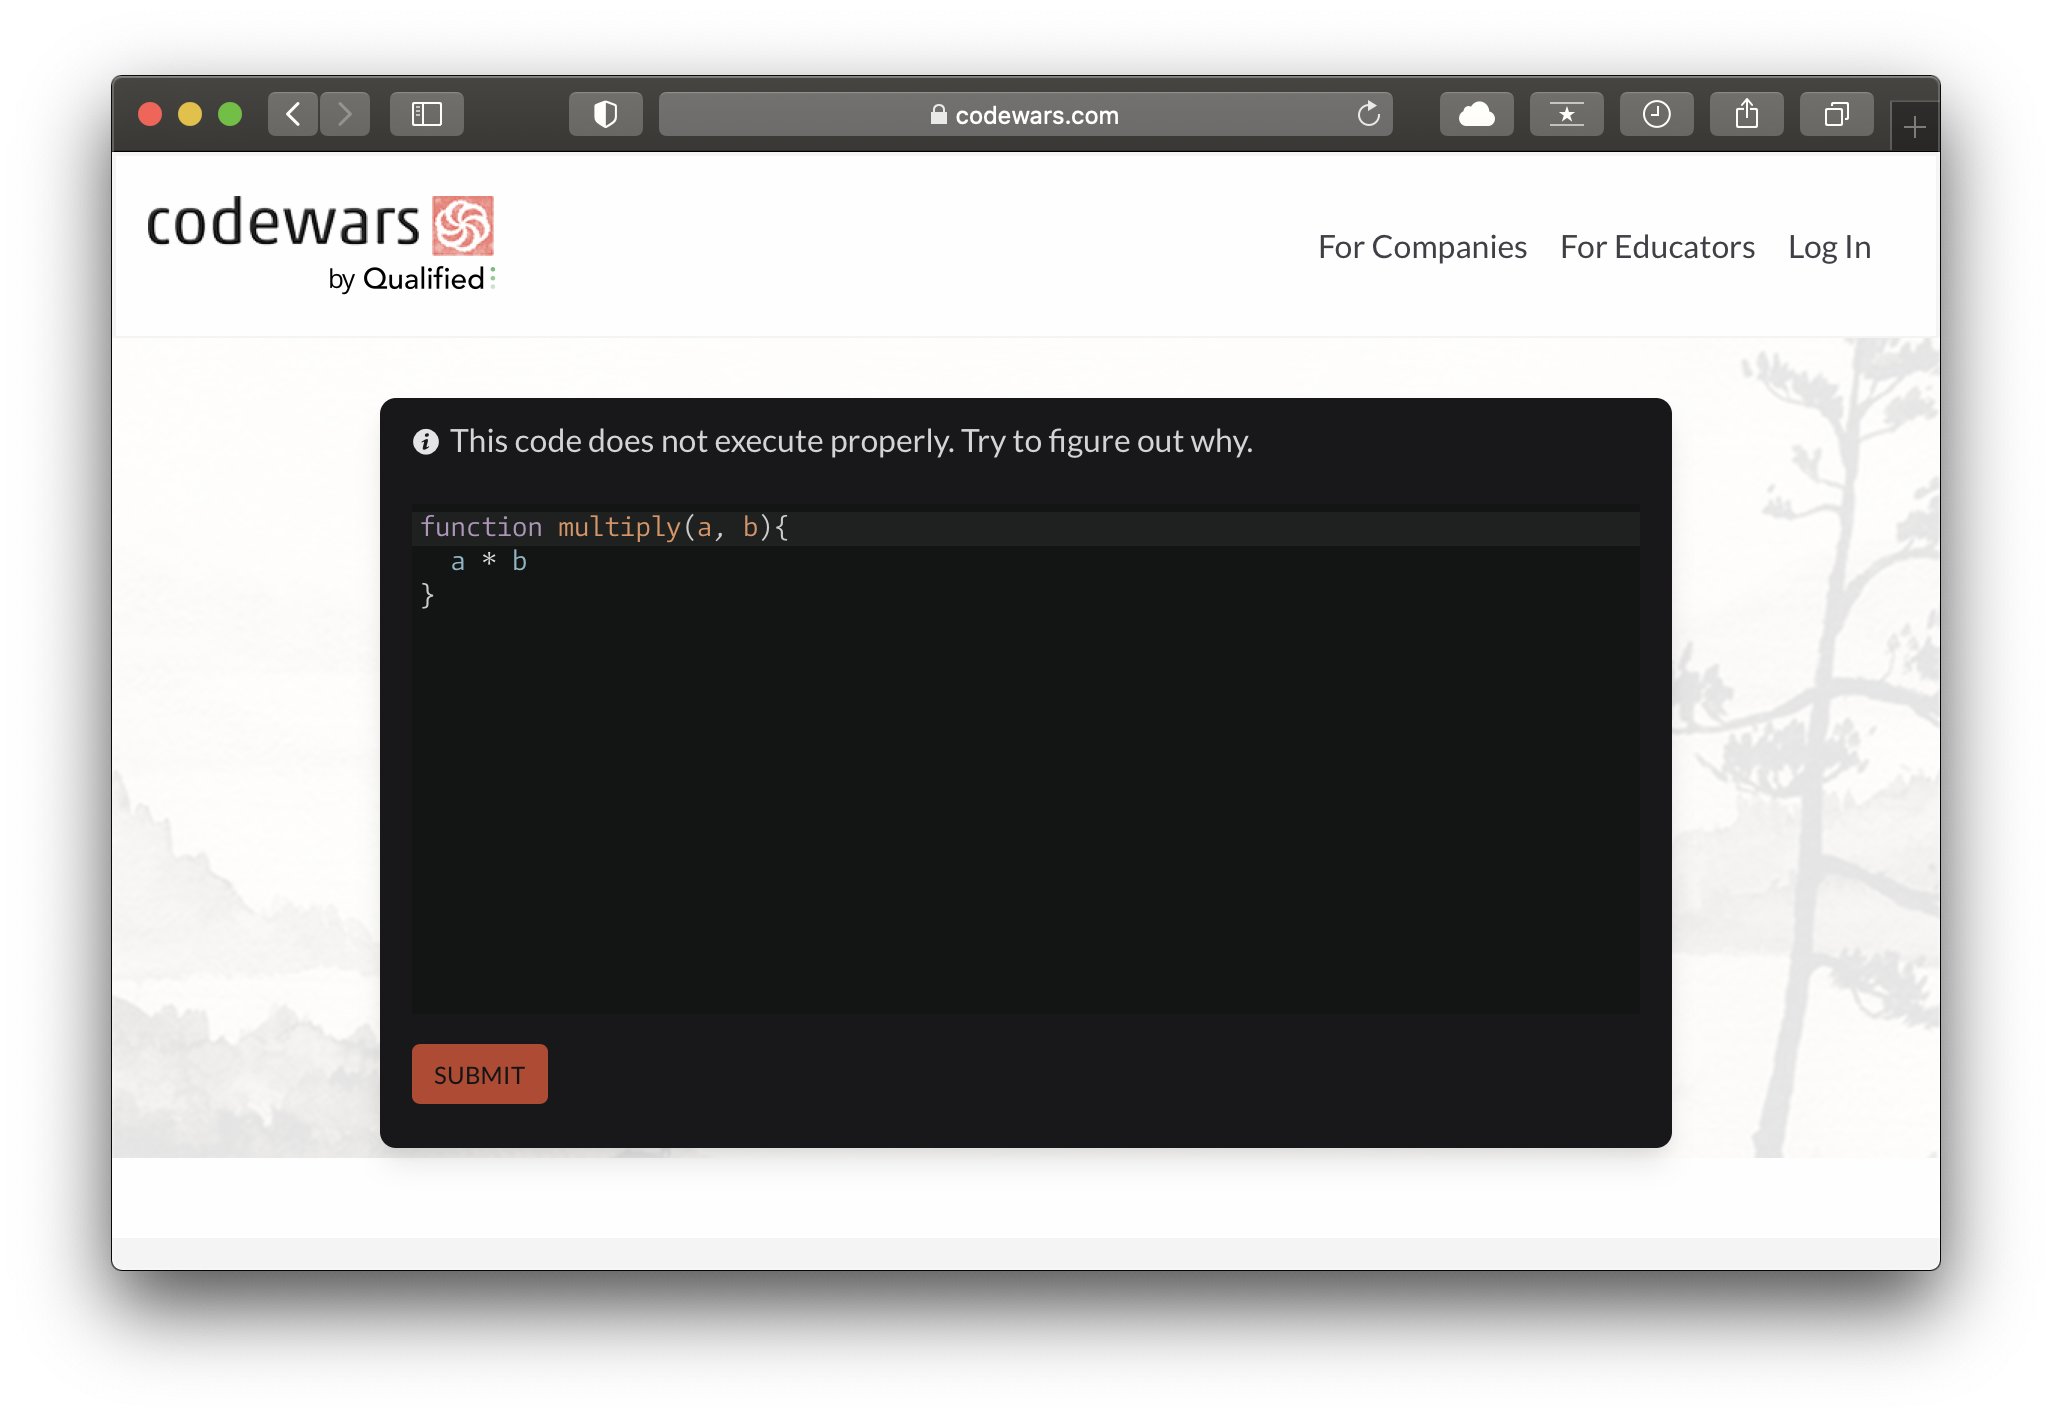 codewars.com
codewars
by Qualified
For Companies For Educators Log In
This code does not execute properly. Try to figure out why.
function multiply(a, b){
  a * b
}
SUBMIT